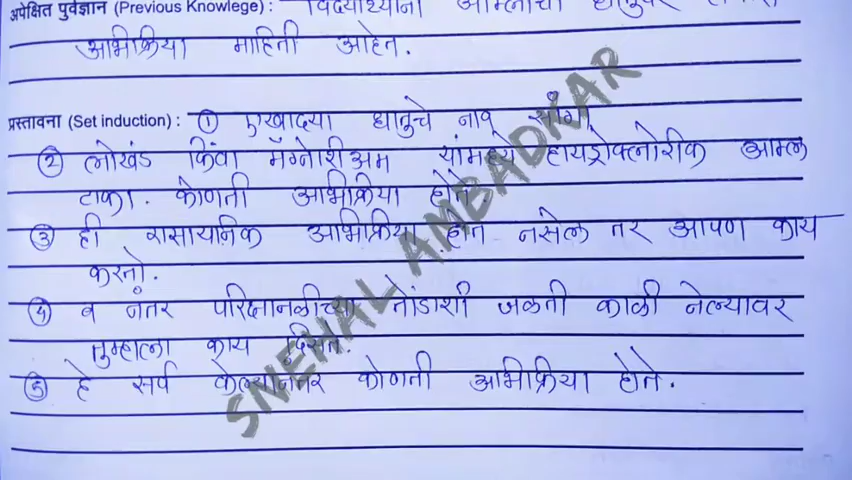 अपेक्षित पुर्वज्ञान (Previous Knowlege) : विद्यार्थ्यांना आम्लाची धातुवर
अभिक्रिया माहिती आहेत.
प्रस्तावना (Set induction) : ① एखादया धातुचे नाव सांगा
② लोखंड किंवा मॅग्नेशीअम यांमध्ये हायड्रोक्लोरीक आम्ल
टाका. कोणती अभिक्रिया होते.
③ ही रासायनिक अभिक्रिया होत नसेल तर आपण काय
करतो.
④ व नंतर परिक्षानळीच्या तोंडाशी जळती काळी नेल्यावर
तुम्हाला काय दिसते.
⑤ हे सर्व केल्यानंतर कोणती अभिक्रिया होते.
SNEHAL AMBADKAR